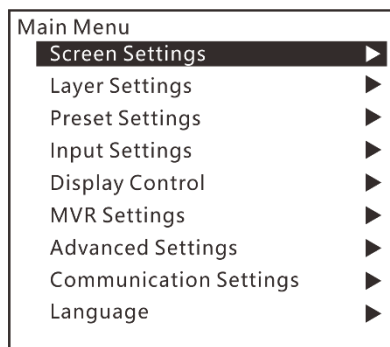 Main Menu
Screen Settings
Layer Settings
Preset Settings
Input Settings
Display Control
MVR Settings
Advanced Settings
Communication Settings
Language